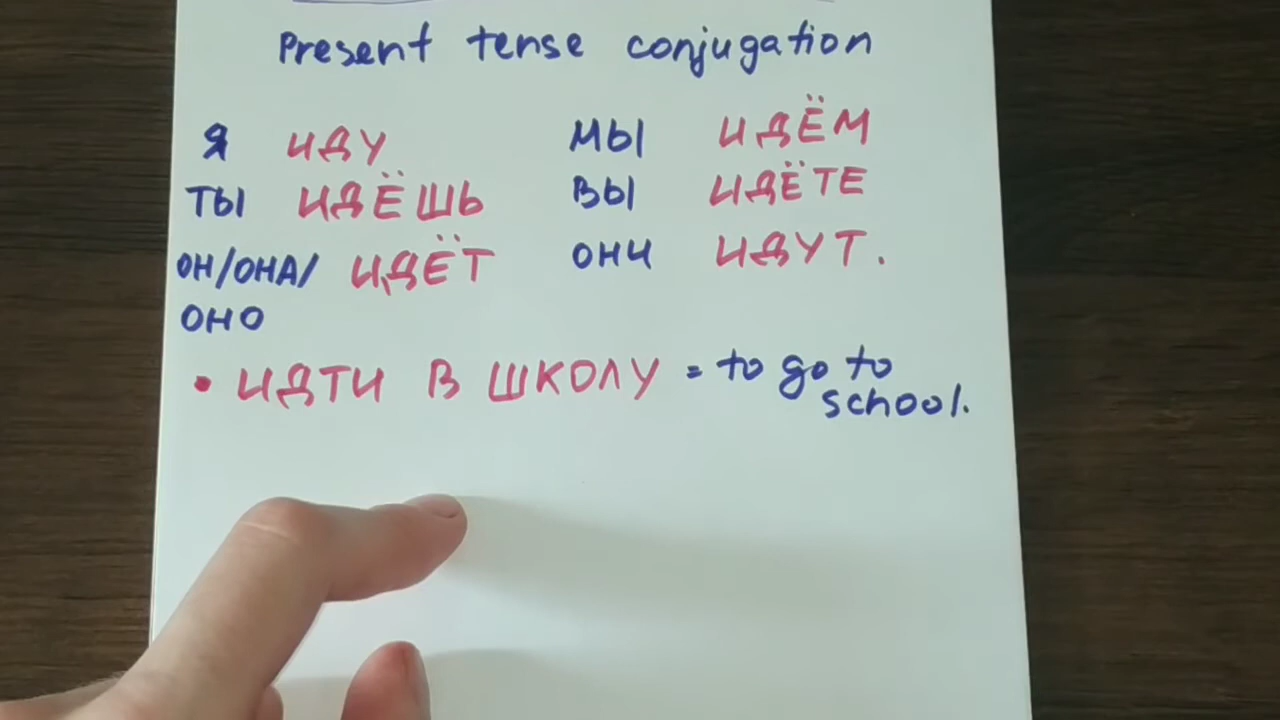 Present tense conjugation
Я ИДУ МЫ ИДЁМ
ТЫ ИДЁШЬ ВЫ ИДЁТЕ
ОН/ОНА/ ИДЁТ ОНИ ИДУТ.
ОНО
• ИДТИ В ШКОЛУ = to go to
school.